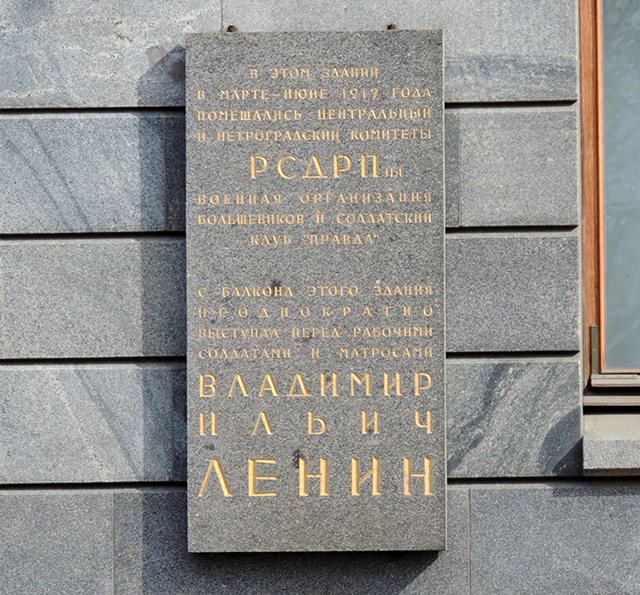 В ЭТОМ ЗДАНИИ
В МАРТЕ–ИЮНЕ 1917 ГОДА
ПОМЕЩАЛИСЬ ЦЕНТРАЛЬНЫЙ
И ПЕТРОГРАДСКИЙ КОМИТЕТЫ
РСДРП(Б)
ВОЕННАЯ ОРГАНИЗАЦИЯ
БОЛЬШЕВИКОВ И СОЛДАТСКИЙ
КЛУБ "ПРАВДА"
С БАЛКОНА ЭТОГО ЗДАНИЯ
НЕОДНОКРАТНО
ВЫСТУПАЛ ПЕРЕД РАБОЧИМИ
СОЛДАТАМИ И МАТРОСАМИ
ВЛАДИМИР
ИЛЬИЧ
ЛЕНИН